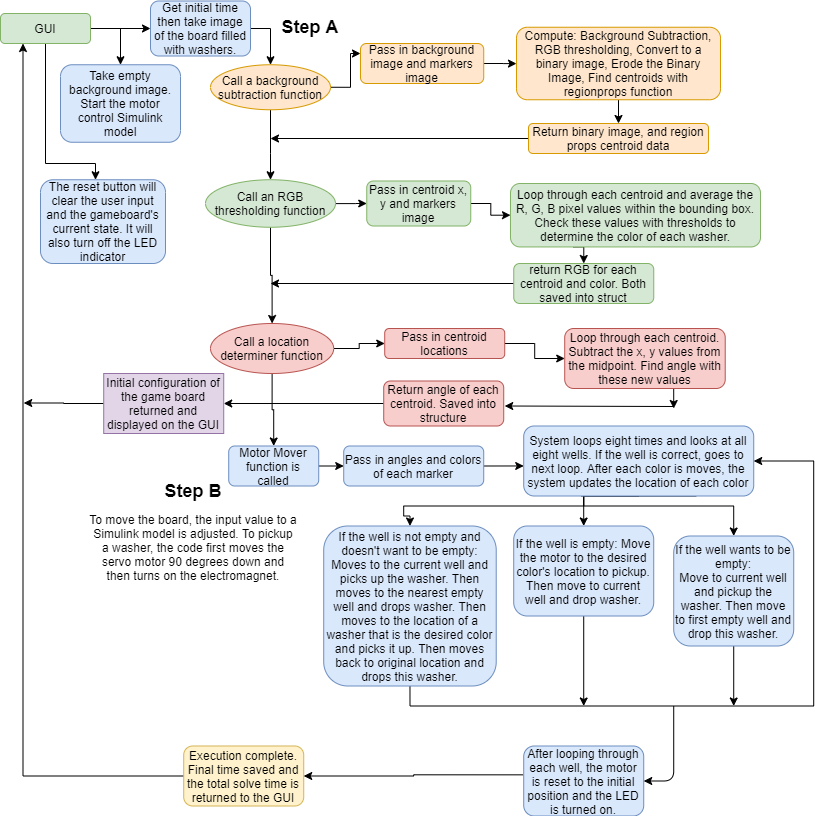 GUI
Get initial time
then take image
of the board filled
with washers.
Step A
Take empty
background image.
Start the motor
control Simulink
model
Call a background
subtraction function
Pass in background
image and markers
image
Compute: Background Subtraction,
RGB thresholding, Convert to a
binary image, Erode the Binary
Image, Find centroids with
regionprops function
Return binary image, and region
props centroid data
The reset button will
clear the user input
and the gameboard's
current state. It will
also turn off the LED
indicator
Call an RGB
thresholding function
Pass in centroid x,
y and markers
image
Loop through each centroid and average the
R, G, B pixel values within the bounding box.
Check these values with thresholds to
determine the color of each washer.
return RGB for each
centroid and color. Both
saved into struct
Call a location
determiner function
Pass in centroid
locations
Loop through each centroid.
Subtract the x, y values from
the midpoint. Find angle with
these new values
Return angle of each
centroid. Saved into
structure
Initial configuration of
the game board
returned and
displayed on the GUI
Motor Mover
function is
called
Pass in angles and colors
of each marker
System loops eight times and looks at all
eight wells. If the well is correct, goes to
next loop. After each color is moves, the
system updates the location of each color
Step B
To move the board, the input value to a
Simulink model is adjusted. To pickup
a washer, the code first moves the
servo motor 90 degrees down and
then turns on the electromagnet.
If the well is not empty and
doesn't want to be empty:
Moves to the current well and
picks up the washer. Then
moves to the nearest empty
well and drops washer. Then
moves to the location of a
washer that is the desired color
and picks it up. Then moves
back to original location and
drops this washer.
If the well is empty: Move
the motor to the desired
color's location to pickup.
Then move to current
well and drop washer.
If the well wants to be
empty:
Move to current well
and pickup the
washer. Then move
to first empty well and
drop this washer.
Execution complete.
Final time saved and
the total solve time is
returned to the GUI
After looping through
each well, the motor
is reset to the initial
position and the LED
is turned on.